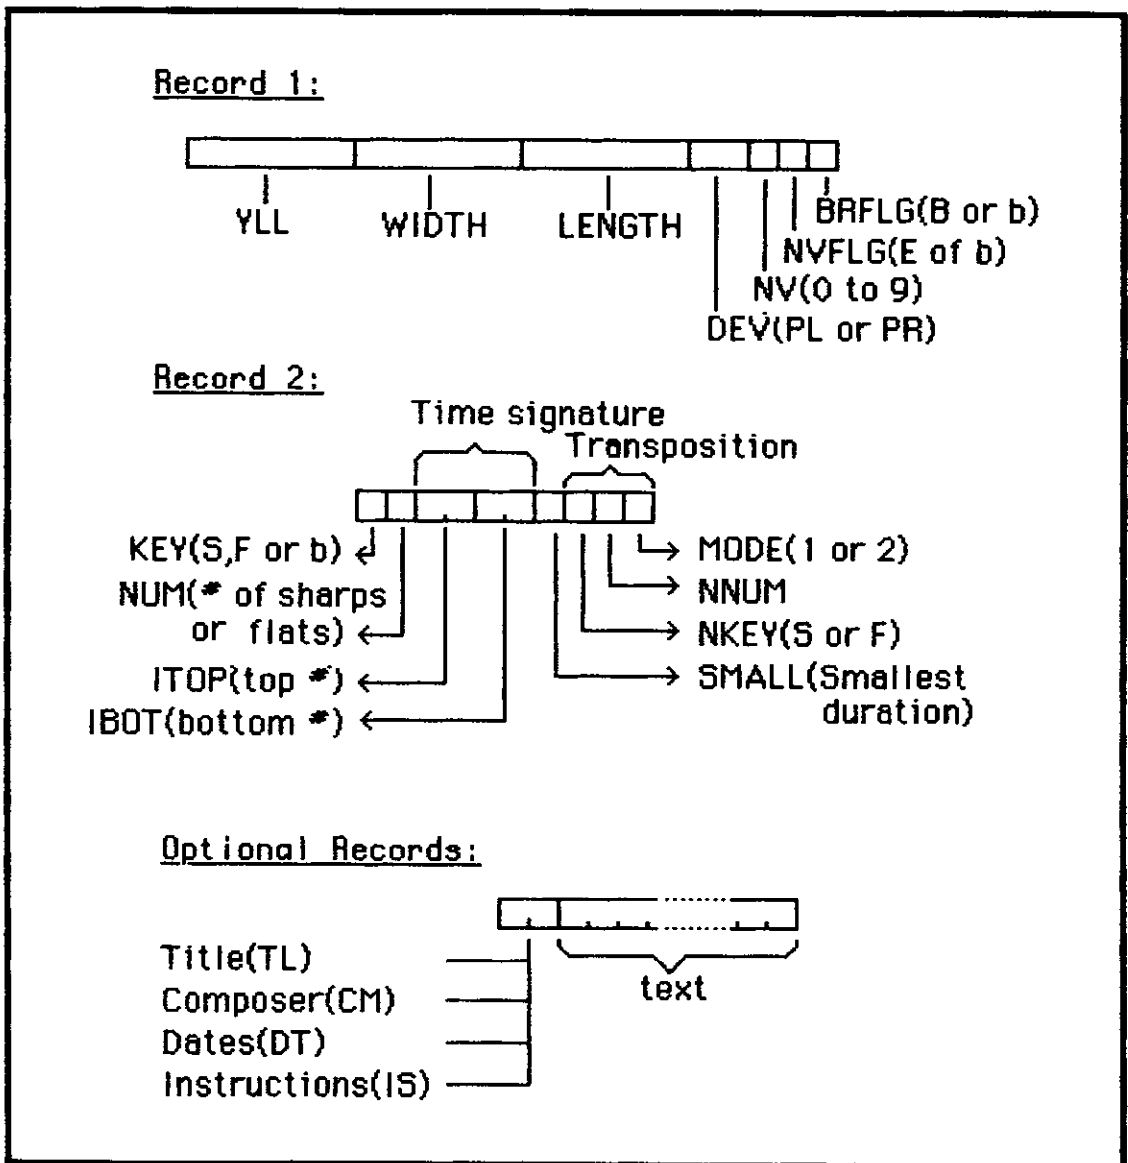 Record 1:
YLL
WIDTH
LENGTH
BRFLG(B or b)
NVFLG(E of b)
NV(0 to 9)
DEV(PL or PR)
Record 2:
Time signature
Transposition
KEY(S,F or b)
NUM(# of sharps
or flats)
ITOP(top #)
IBOT(bottom #)
MODE(1 or 2)
NNUM
NKEY(S or F)
SMALL(Smallest
duration)
Optional Records:
Title(TL)
Composer(CM)
Dates(DT)
Instructions(IS)
text